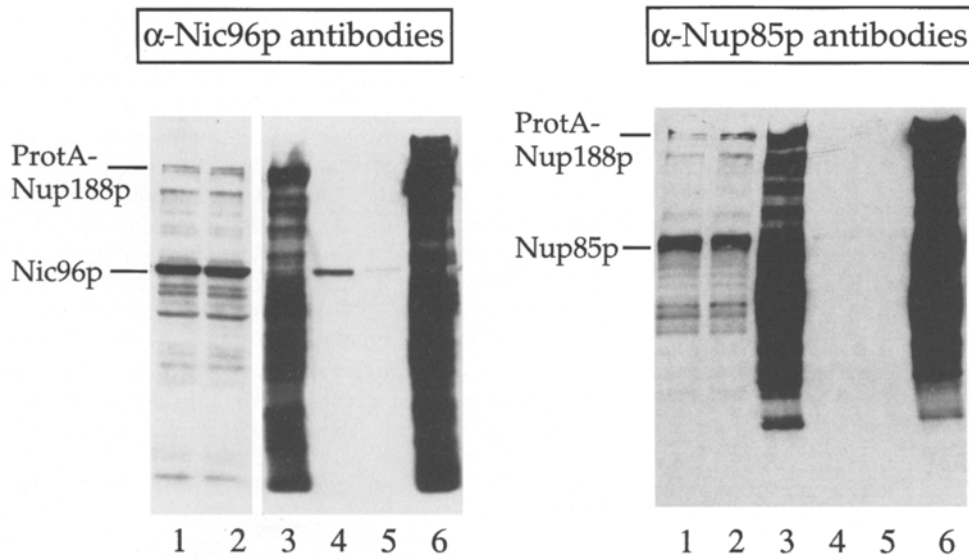 α-Nic96p antibodies
ProtA-
Nup188p
Nic96p
1 2 3 4 5 6
α-Nup85p antibodies
ProtA-
Nup188p
Nup85p
1 2 3 4 5 6